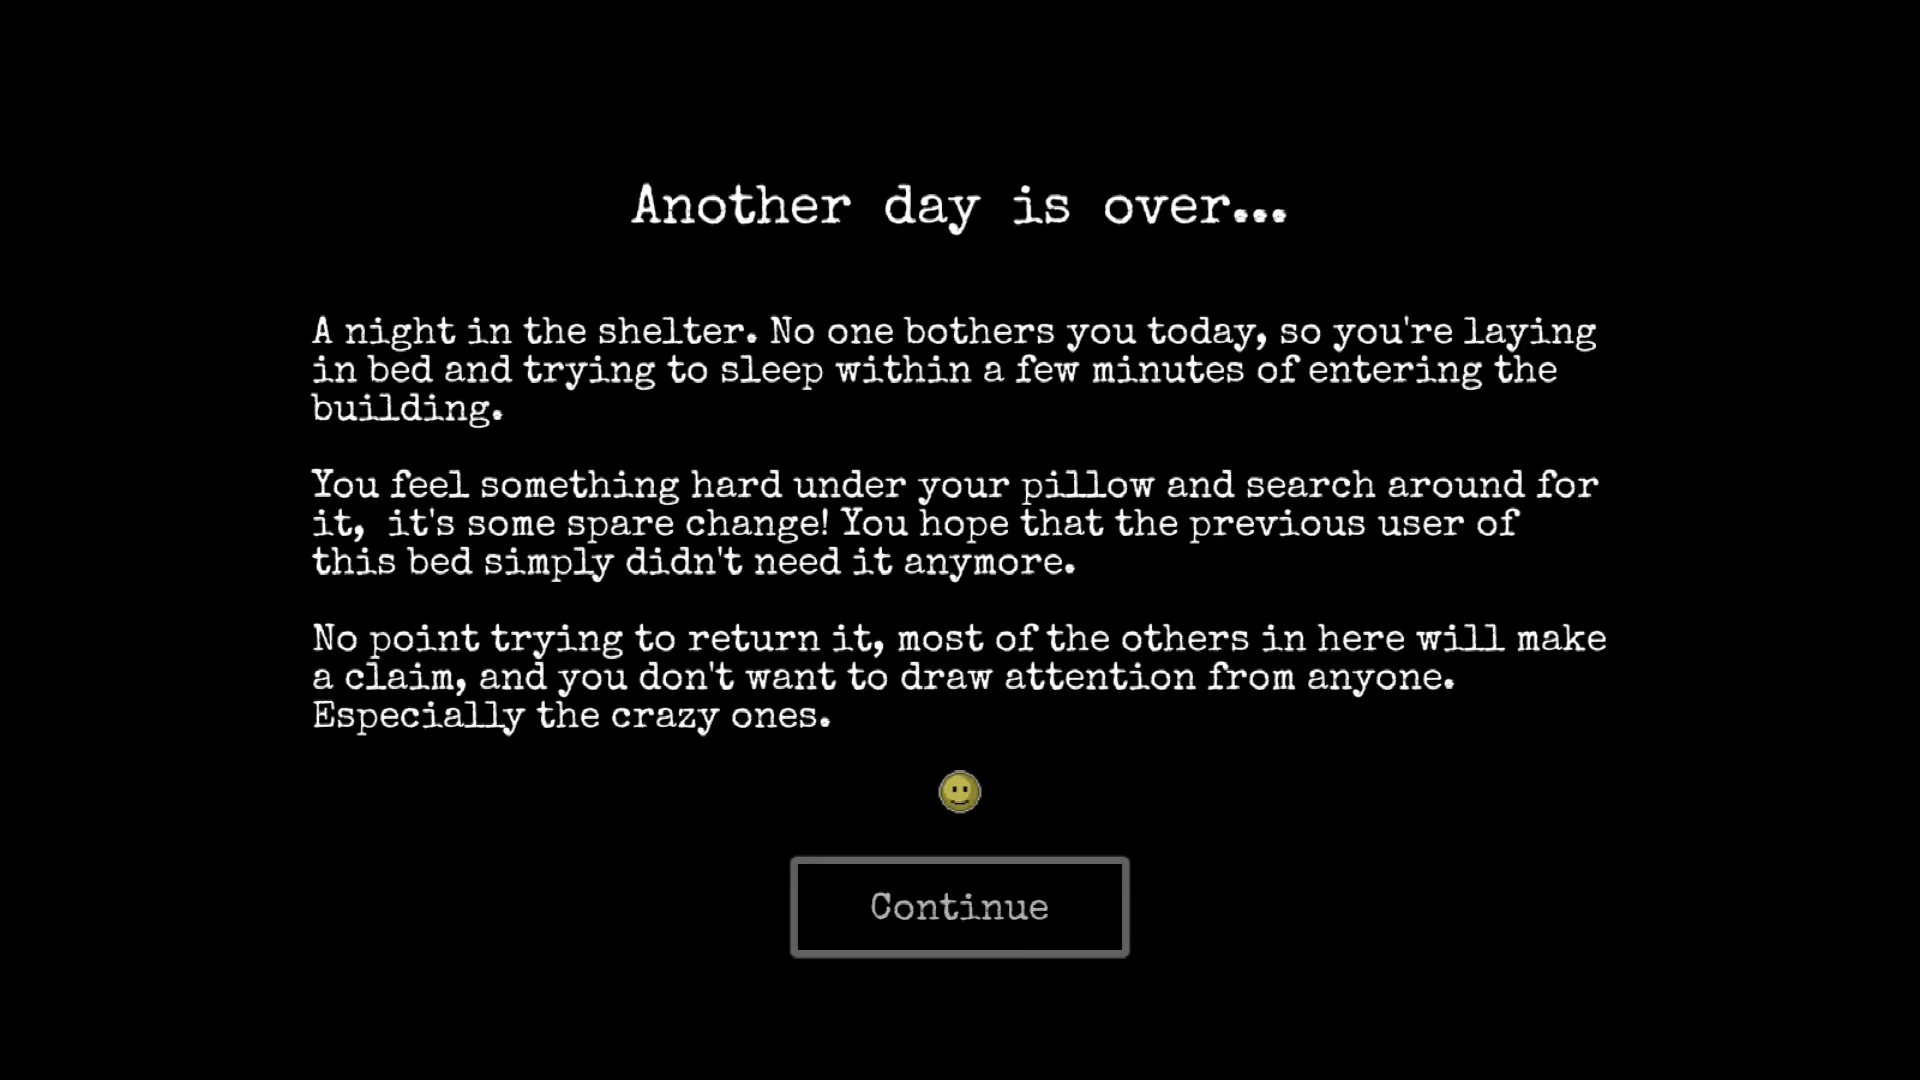 Another day is over...
A night in the shelter. No one bothers you today, so you're laying
in bed and trying to sleep within a few minutes of entering the
building.
You feel something hard under your pillow and search around for
it,  it's some spare change! You hope that the previous user of
this bed simply didn't need it anymore.
No point trying to return it, most of the others in here will make
a claim, and you don't want to draw attention from anyone.
Especially the crazy ones.
Continue